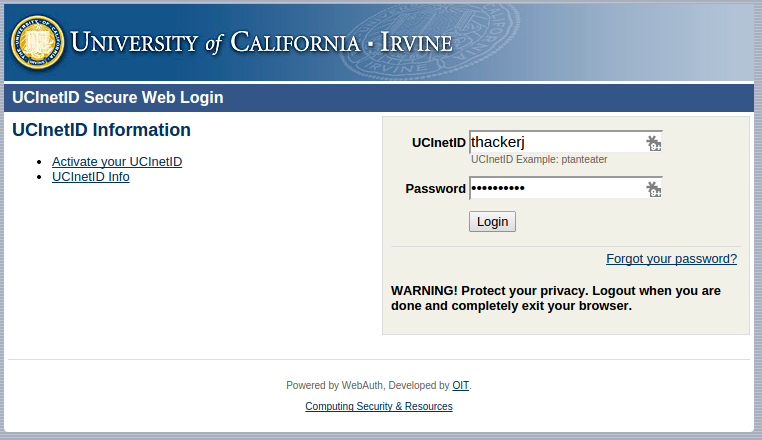 UNIVERSITY of CALIFORNIA · IRVINE
UCInetID Secure Web Login
UCInetID Information
• Activate your UCInetID
• UCInetID Info
UCInetID thackerj
UCInetID Example: ptanteater
Password ••••••••••
Login
Forgot your password?
WARNING! Protect your privacy. Logout when you are
done and completely exit your browser.
Powered by WebAuth, Developed by OIT.
Computing Security & Resources